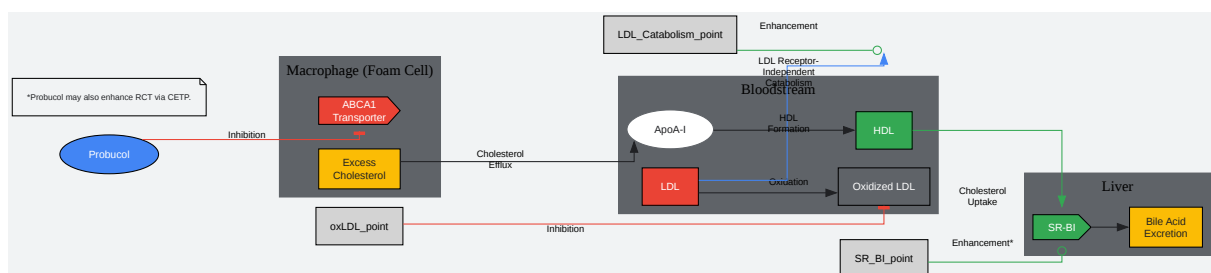 LDL_Catabolism_point
Enhancement
LDL Receptor-
Independent
Catabolism
Macrophage (Foam Cell)
Bloodstream
*Probucol may also enhance RCT via CETP.
ABCA1
Transporter
Inhibition
Probucol
Excess
Cholesterol
Cholesterol
Efflux
ApoA-I
HDL
Formation
HDL
LDL
Oxidation
Oxidized LDL
oxLDL_point
Inhibition
Cholesterol
Uptake
Liver
SR-BI
Bile Acid
Excretion
Enhancement*
SR_BI_point